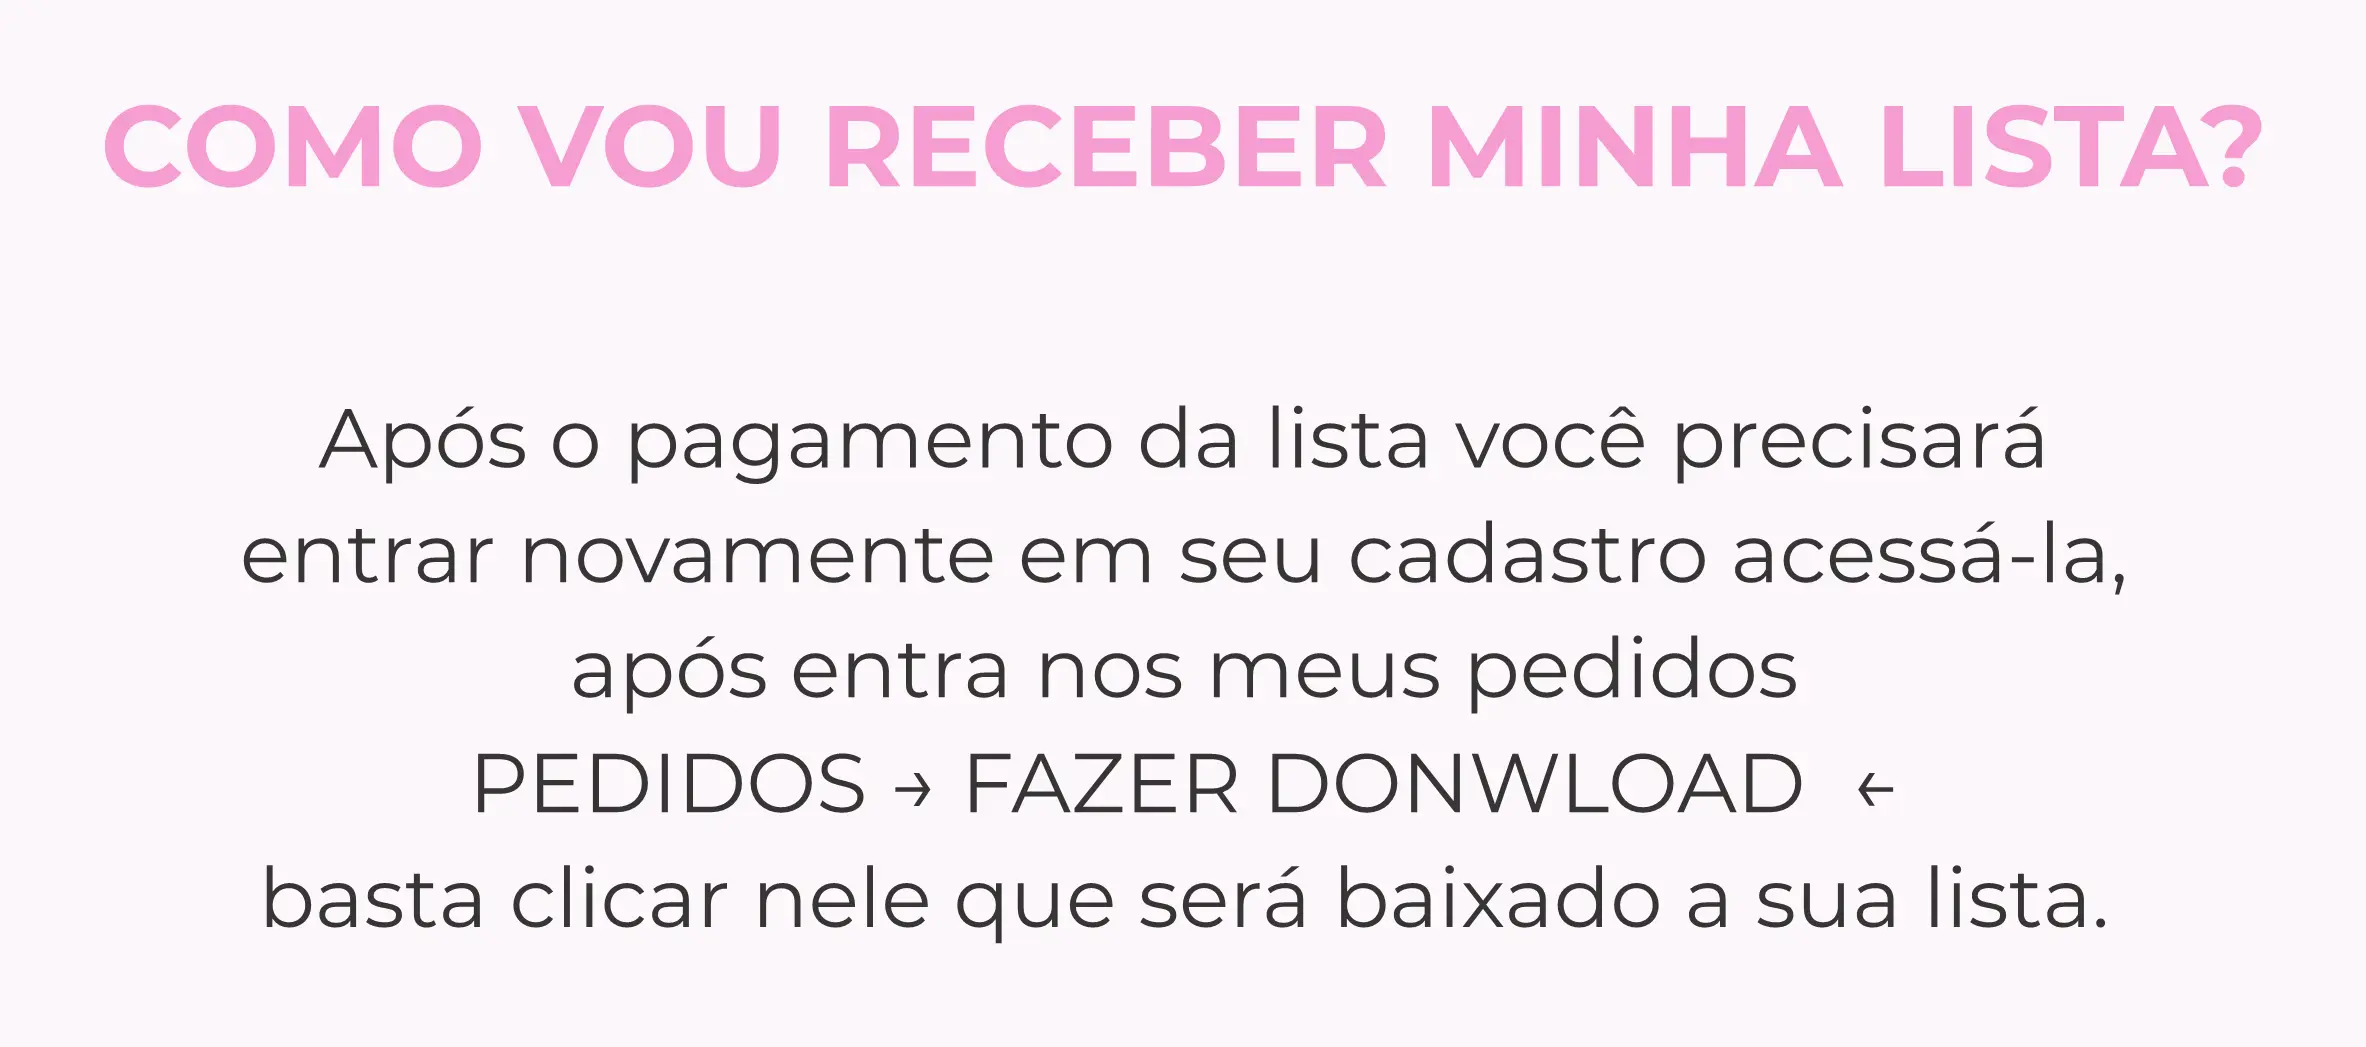 COMO VOU RECEBER MINHA LISTA?
Após o pagamento da lista você precisará
entrar novamente em seu cadastro acessá-la,
após entra nos meus pedidos
PEDIDOS → FAZER DONWLOAD ←
basta clicar nele que será baixado a sua lista.